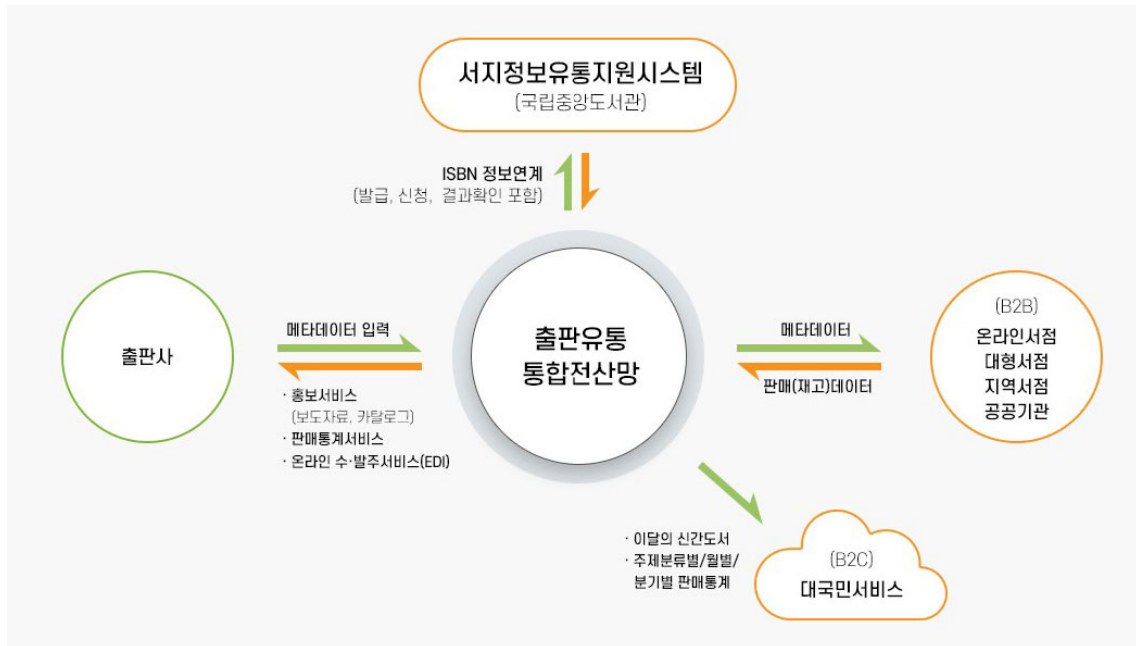 서지정보유통지원시스템
(국립중앙도서관)
ISBN 정보연계
(발급, 신청, 결과확인 포함)
출판사
메타데이터 입력
· 홍보서비스
(보도자료, 카탈로그)
· 판매통계서비스
· 온라인 수·발주서비스(EDI)
출판유통
통합전산망
메타데이터
판매(재고)데이터
(B2B)
온라인서점
대형서점
지역서점
공공기관
· 이달의 신간도서
· 주제분류별/월별/
분기별 판매통계
(B2C)
대국민서비스